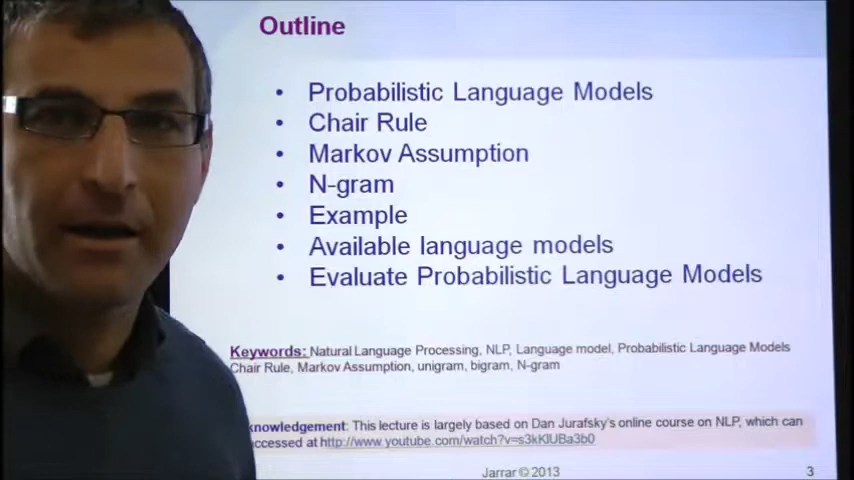 Outline
• Probabilistic Language Models
• Chair Rule
• Markov Assumption
• N-gram
• Example
• Available language models
• Evaluate Probabilistic Language Models
Keywords: Natural Language Processing, NLP, Language model, Probabilistic Language Models
Chair Rule, Markov Assumption, unigram, bigram, N-gram
knowledgement: This lecture is largely based on Dan Jurafsky's online course on NLP, which can
accessed at http://www.youtube.com/watch?v=s3kKlUBa3b0
Jarrar © 2013
3